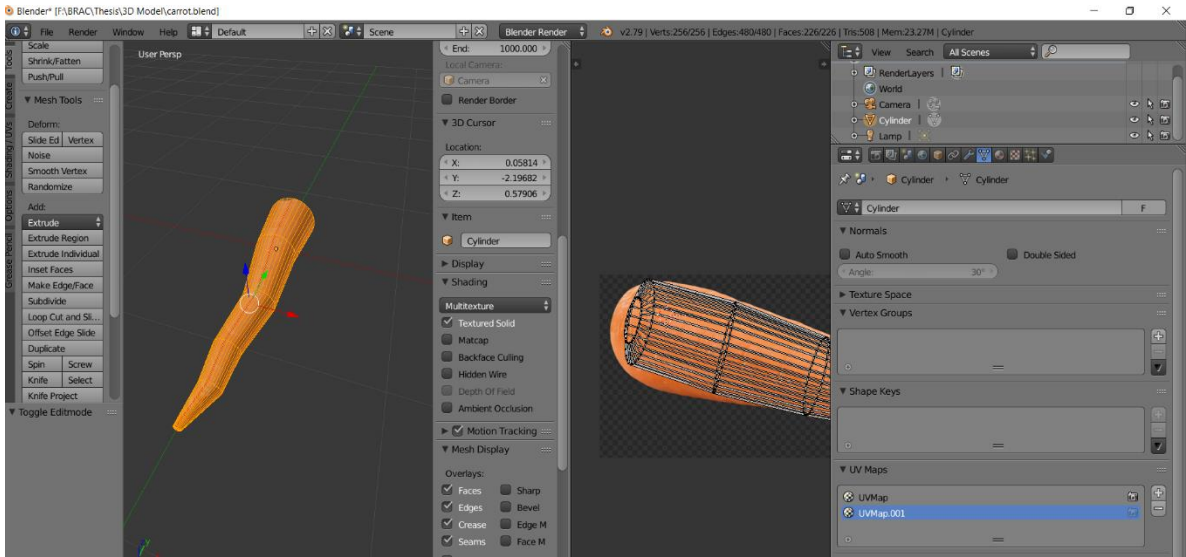 Blender* [F:\BRAC\Thesis\3D Model\carrot.blend]
File Render Window Help Default Scene Blender Render v2.79 | Verts:256/256 | Edges:480/480 | Faces:226/226 | Tris:508 | Mem:23.27M | Cylinder
Tools
Create
Shading / UVs
Options
Grease Pencil
Scale
Shrink/Fatten
Push/Pull
Mesh Tools
Deform:
Slide Ed Vertex
Noise
Smooth Vertex
Randomize
Add:
Extrude
Extrude Region
Extrude Individual
Inset Faces
Make Edge/Face
Subdivide
Loop Cut and Sli...
Offset Edge Slide
Duplicate
Spin Screw
Knife Select
Knife Project
Toggle Editmode
User Persp
End: 1000.000
Local Camera:
Camera
Render Border
3D Cursor
Location:
X: 0.05814
Y: -2.19682
Z: 0.57906
Item
Cylinder
Display
Shading
Multitexture
Textured Solid
Matcap
Backface Culling
Hidden Wire
Depth Of Field
Ambient Occlusion
Motion Tracking
Mesh Display
Overlays:
Faces Sharp
Edges Bevel
Crease Edge M
Seams Face M
View Search All Scenes
RenderLayers |
World
Camera |
Cylinder |
Lamp |
Cylinder Cylinder
Cylinder F
Normals
Auto Smooth Double Sided
Angle: 30°
Texture Space
Vertex Groups
Shape Keys
UV Maps
UVMap
UVMap.001